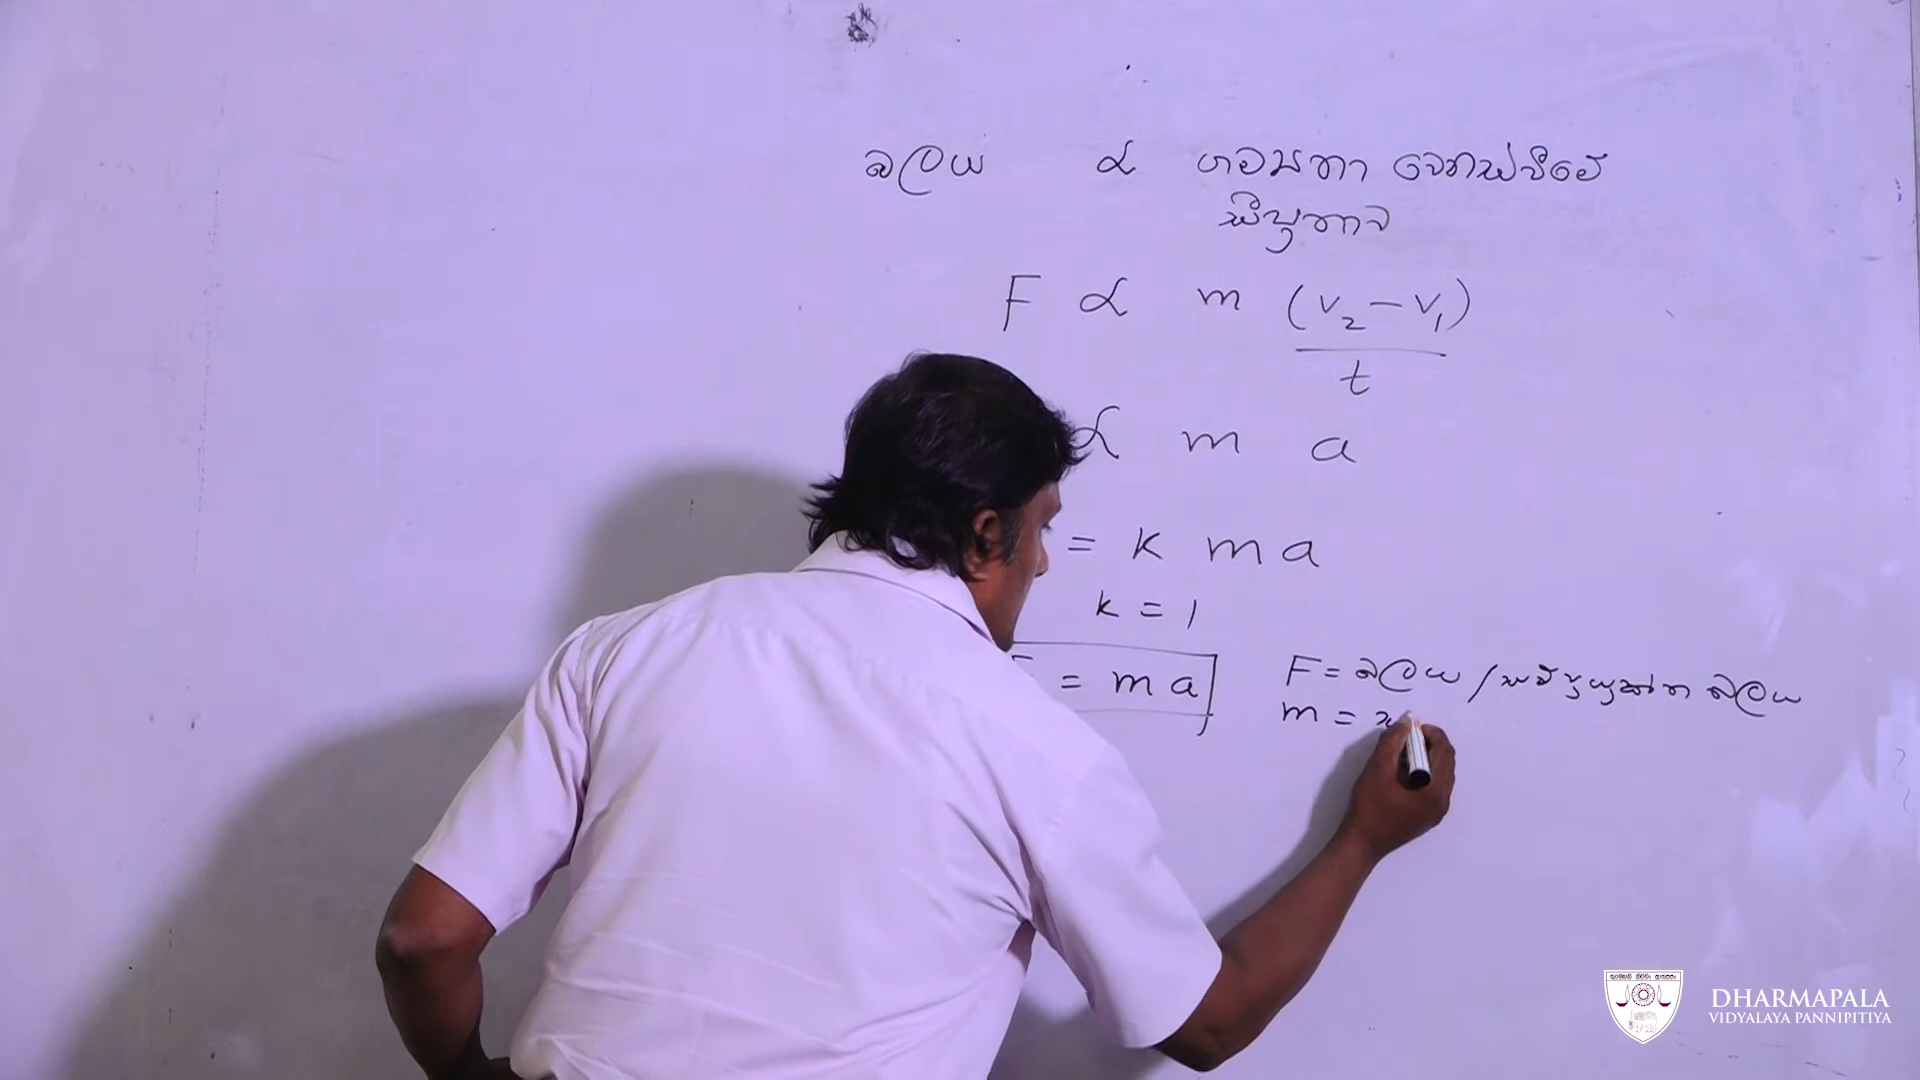 බලය ∝ ගම්‍යතා වෙනස්වීමේ
සීඝ්‍රතාව
F ∝ m (v₂ – v₁)
t
∝ m a
= k m a
k = 1
= m a
F = බලය / සම්ප්‍රයුක්ත බලය
m =
DHARMAPALA
VIDYALAYA PANNIPITIYA